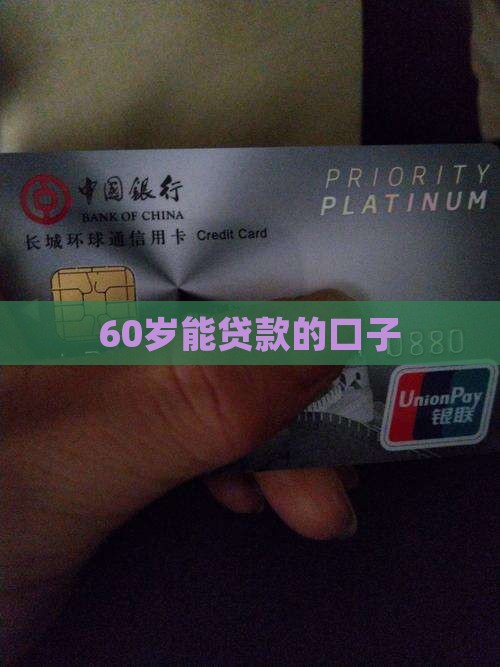 中国银行
BANK OF CHINA
长城环球通信用卡 Credit Card
PRIORITY
PLATINUM
60岁能贷款的口子
0880
UnionPay
银联